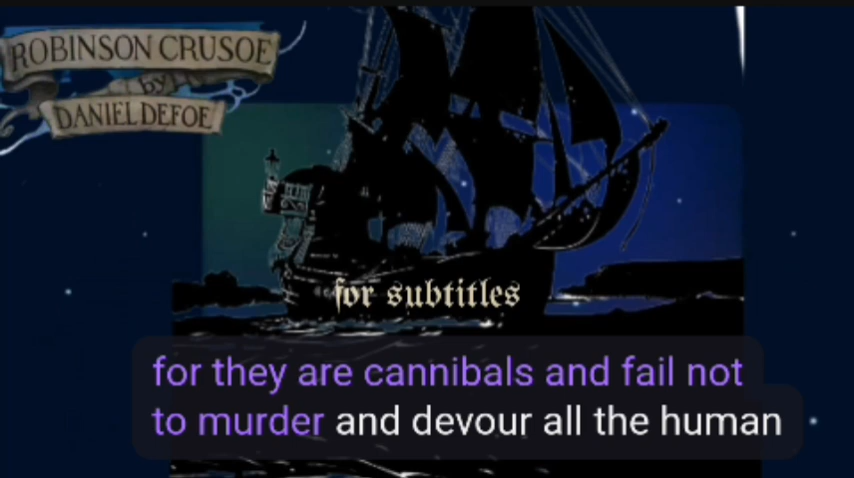 ROBINSON CRUSOE
by
DANIEL DEFOE
for subtitles
for they are cannibals and fail not
to murder and devour all the human